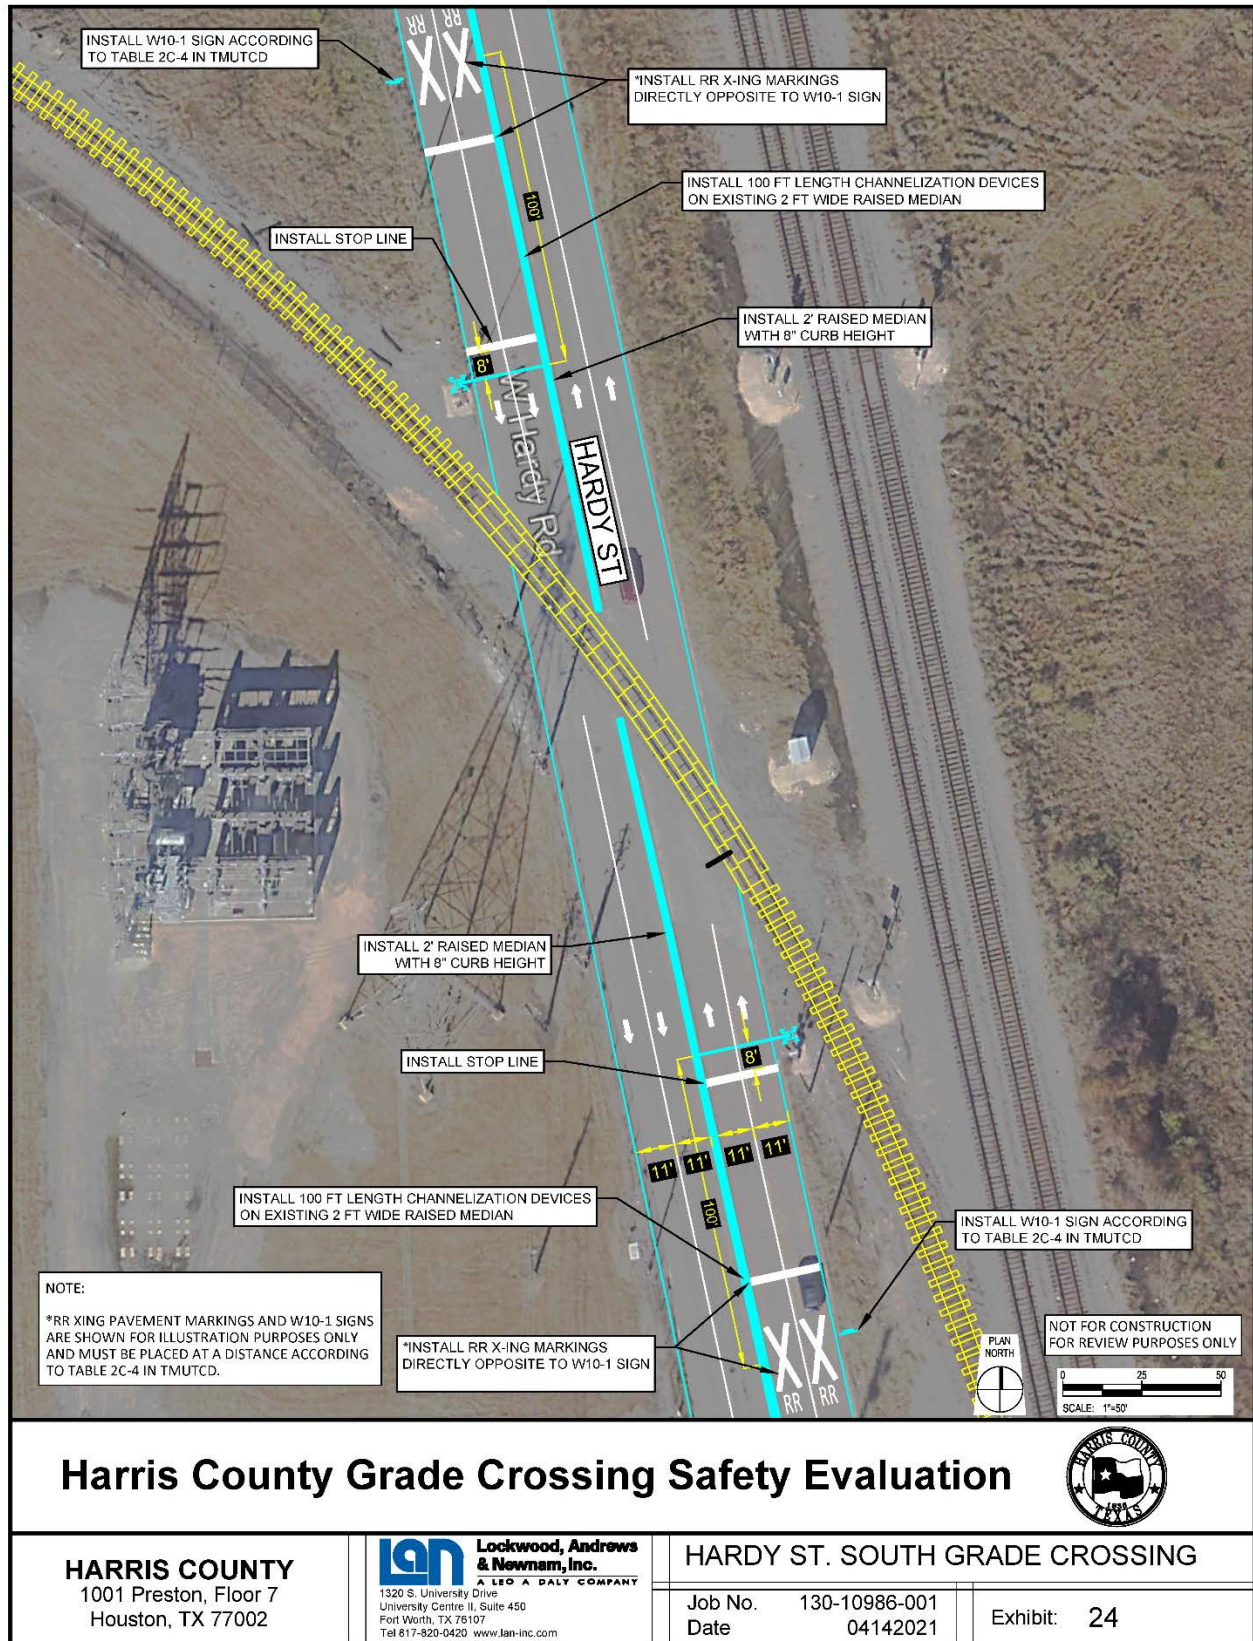 INSTALL W10-1 SIGN ACCORDING
TO TABLE 2C-4 IN TMUTCD
RR
RR
*INSTALL RR X-ING MARKINGS
DIRECTLY OPPOSITE TO W10-1 SIGN
INSTALL 100 FT LENGTH CHANNELIZATION DEVICES
ON EXISTING 2 FT WIDE RAISED MEDIAN
100'
INSTALL STOP LINE
INSTALL 2' RAISED MEDIAN
WITH 8" CURB HEIGHT
8'
W Hardy Rd
HARDY ST
INSTALL 2' RAISED MEDIAN
WITH 8" CURB HEIGHT
INSTALL STOP LINE
8'
11'
11'
11'
11'
100'
INSTALL 100 FT LENGTH CHANNELIZATION DEVICES
ON EXISTING 2 FT WIDE RAISED MEDIAN
INSTALL W10-1 SIGN ACCORDING
TO TABLE 2C-4 IN TMUTCD
NOTE:
*RR XING PAVEMENT MARKINGS AND W10-1 SIGNS
ARE SHOWN FOR ILLUSTRATION PURPOSES ONLY
AND MUST BE PLACED AT A DISTANCE ACCORDING
TO TABLE 2C-4 IN TMUTCD.
*INSTALL RR X-ING MARKINGS
DIRECTLY OPPOSITE TO W10-1 SIGN
RR
RR
PLAN
NORTH
NOT FOR CONSTRUCTION
FOR REVIEW PURPOSES ONLY
0 25 50
SCALE: 1"=50'
Harris County Grade Crossing Safety Evaluation
HARRIS COUNTY
1836
TEXAS
HARRIS COUNTY
1001 Preston, Floor 7
Houston, TX 77002
Lan
Lockwood, Andrews
& Newnam, Inc.
A LEO A DALY COMPANY
1320 S. University Drive
University Centre II, Suite 450
Fort Worth, TX 76107
Tel 817-820-0420 www.lan-inc.com
HARDY ST. SOUTH GRADE CROSSING
Job No. 130-10986-001
Date 04142021
Exhibit: 24